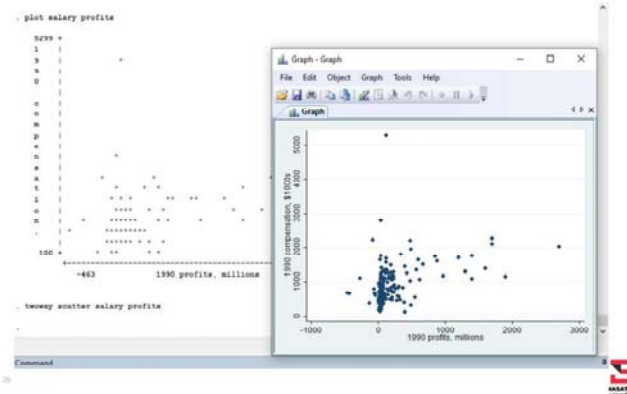 . plot salary profits
5299 +
1
9
9
0
c
o
m
p
e
n
s
a
t
i
o
n
.
100 +
-463 1990 profits, millions
. twoway scatter salary profits
.
Command
Graph - Graph
File Edit Object Graph Tools Help
Graph
1990 compensation, $1000s
5000
4000
3000
2000
1000
0
-1000 0 1000 2000 3000
1990 profits, millions